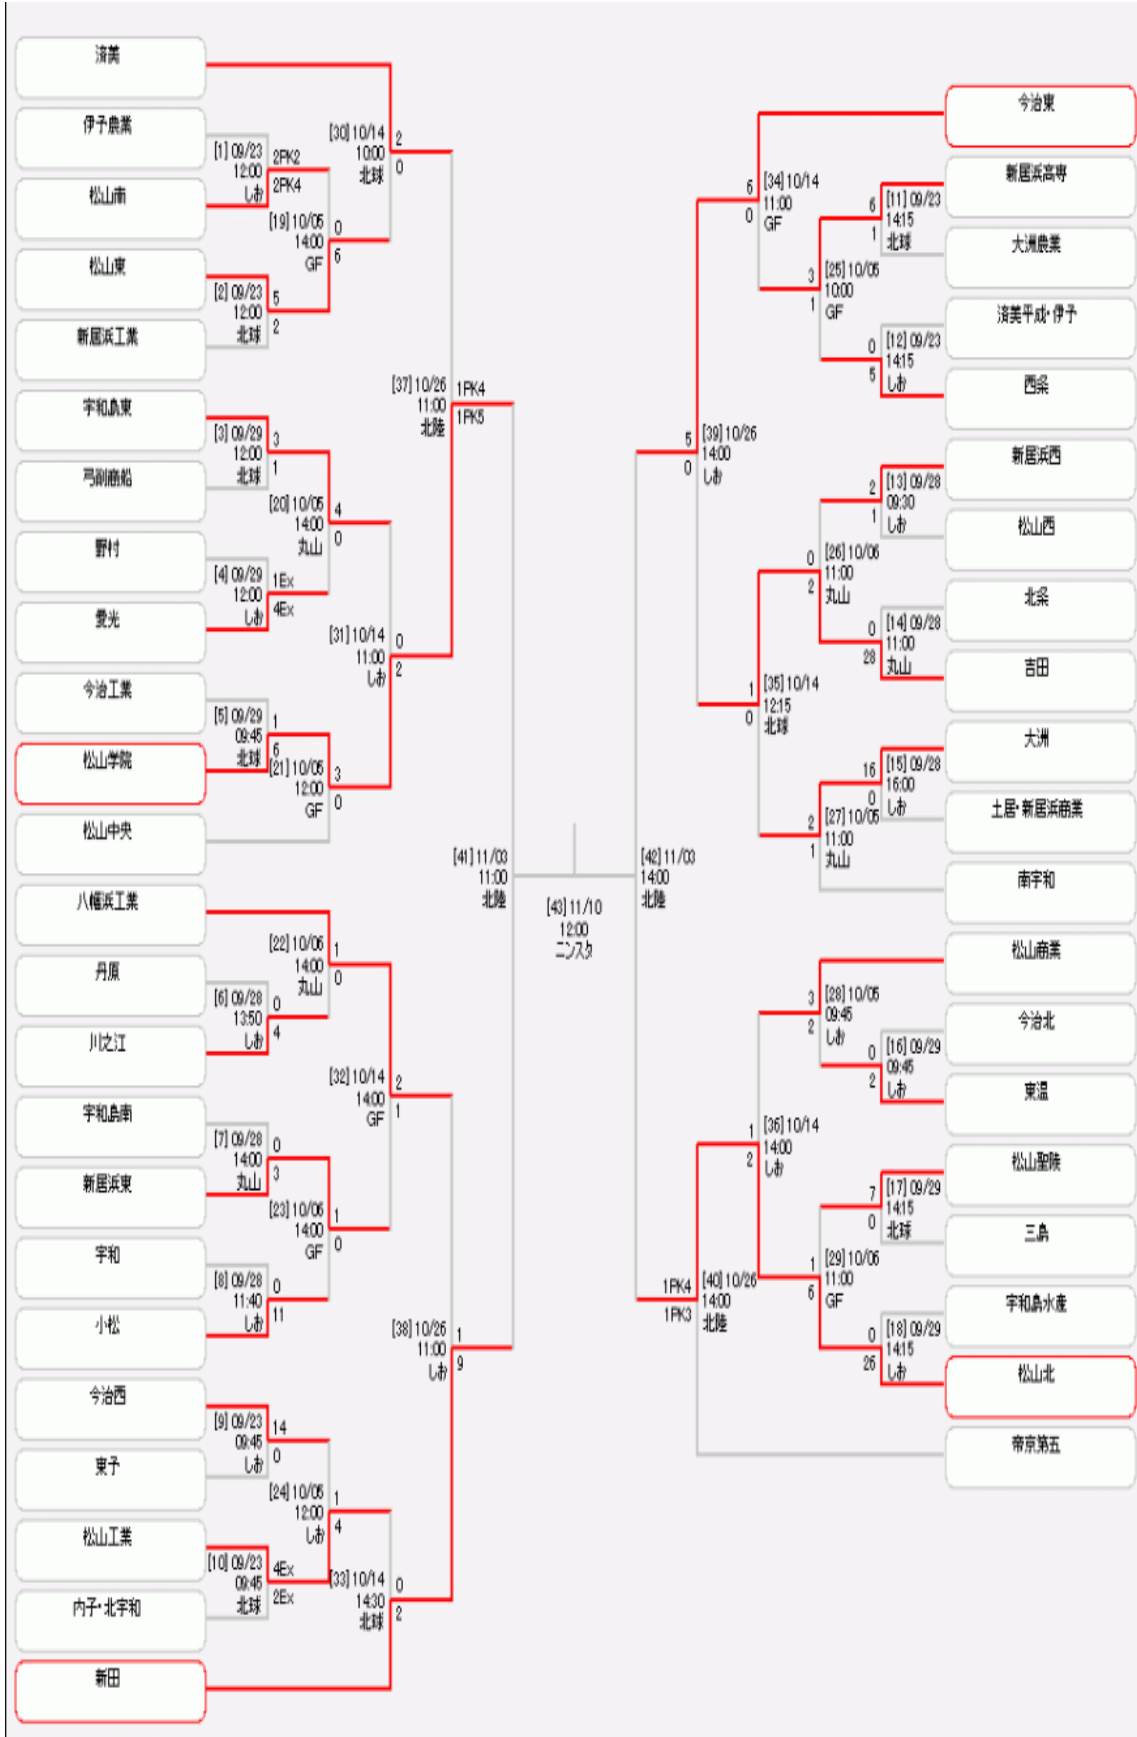 済美
伊予農業
松山南
松山東
新居浜工業
宇和島東
弓削商船
野村
愛光
今治工業
松山学院
松山中央
八幡浜工業
丹原
川之江
宇和島南
新居浜東
宇和
小松
今治西
東予
松山工業
内子・北宇和
新田
[1] 09/23
12:00
しお
2PK2
2PK4
[2] 09/23
12:00
北球
5
2
[3] 09/29
12:00
北球
3
1
[4] 09/29
12:00
しお
1Ex
4Ex
[5] 09/29
09:45
北球
1
6
[6] 09/28
13:50
しお
0
4
[7] 09/28
14:00
丸山
0
3
[8] 09/28
11:40
しお
0
11
[9] 09/23
09:45
しお
14
0
[10] 09/23
09:45
北球
4Ex
2Ex
[19] 10/05
14:00
GF
0
6
[20] 10/05
14:00
丸山
4
0
[21] 10/05
12:00
GF
3
0
[22] 10/06
14:00
丸山
1
0
[23] 10/06
14:00
GF
1
0
[24] 10/05
12:00
しお
1
4
[30] 10/14
10:00
北球
2
0
[31] 10/14
11:00
しお
0
2
[32] 10/14
14:00
GF
2
1
[33] 10/14
14:30
北球
0
2
[37] 10/26
11:00
北陸
1PK4
1PK5
[38] 10/26
11:00
しお
1
9
[41] 11/03
11:00
北陸
[43] 11/10
12:00
ニンスタ
[42] 11/03
14:00
北陸
5
0
[39] 10/26
14:00
しお
1PK4
1PK3
[40] 10/26
14:00
北陸
6
0
[34] 10/14
11:00
GF
1
0
[35] 10/14
12:15
北球
1
2
[36] 10/14
14:00
しお
3
1
[25] 10/05
10:00
GF
0
2
[26] 10/06
11:00
丸山
2
1
[27] 10/05
11:00
丸山
3
2
[28] 10/05
09:45
しお
1
6
[29] 10/06
11:00
GF
6
1
[11] 09/23
14:15
北球
0
5
[12] 09/23
14:15
しお
2
1
[13] 09/28
09:30
しお
0
28
[14] 09/28
11:00
丸山
16
0
[15] 09/28
16:00
しお
0
2
[16] 09/29
09:45
しお
7
0
[17] 09/29
14:15
北球
0
26
[18] 09/29
14:15
しお
今治東
新居浜高専
大洲農業
済美平成・伊予
西条
新居浜西
松山西
北条
吉田
大洲
土居・新居浜商業
南宇和
松山商業
今治北
東温
松山聖陵
三島
宇和島水産
松山北
帝京第五